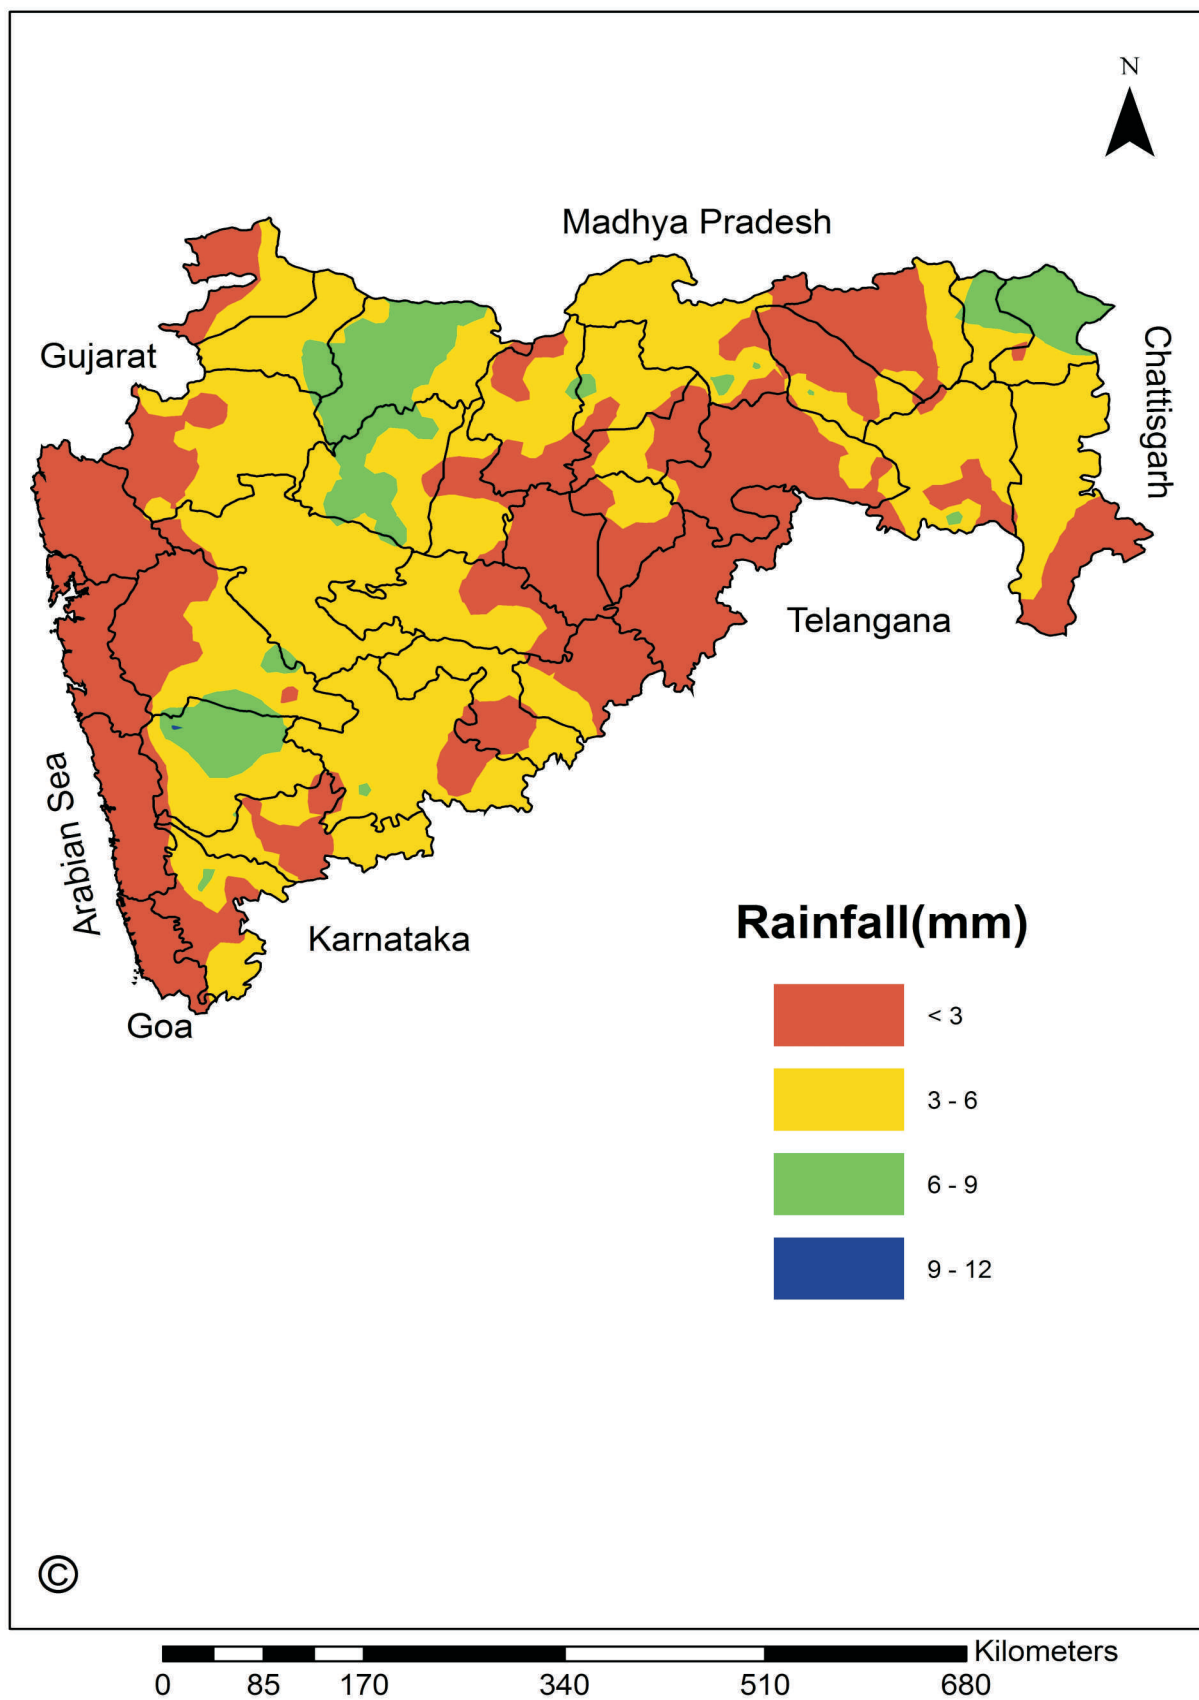 N
Madhya Pradesh
Gujarat
Chattisgarh
Telangana
Arabian Sea
Karnataka
Goa
Rainfall(mm)
< 3
3 - 6
6 - 9
9 - 12
©
Kilometers
0 85 170 340 510 680